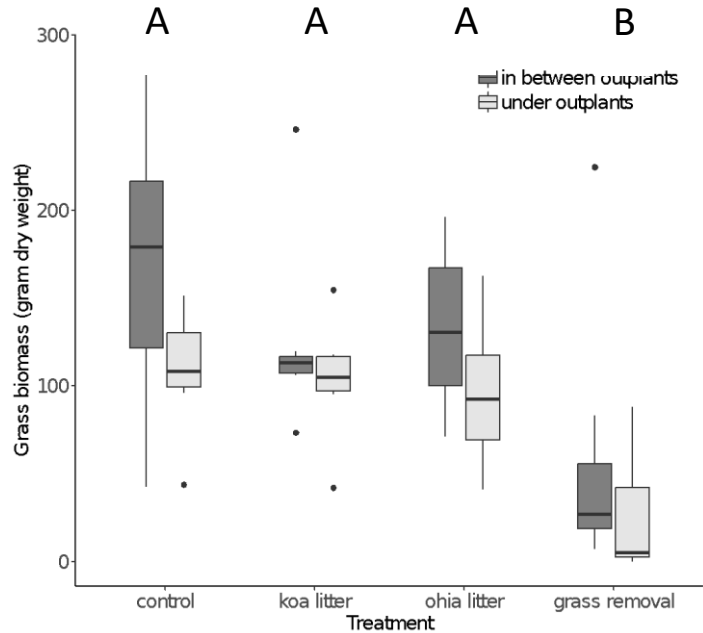 A A A B
300
in between outplants
under outplants
200
Grass biomass (gram dry weight)
100
0
control koa litter ohia litter grass removal
Treatment